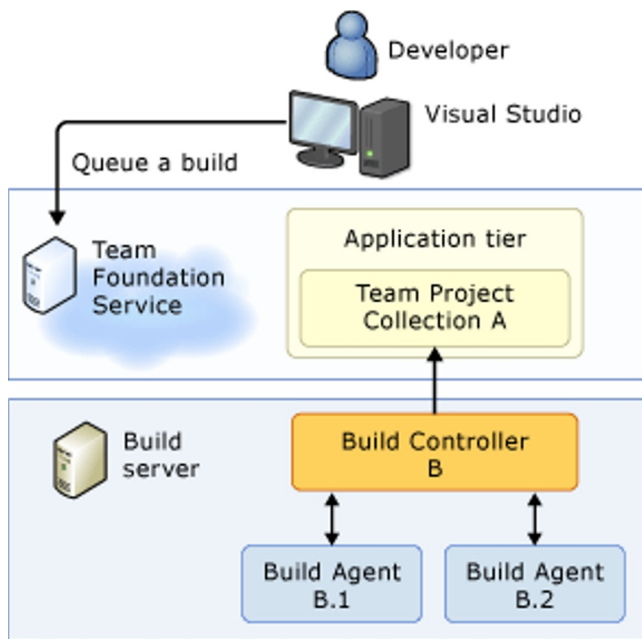 Developer
Visual Studio
Queue a build
Team
Foundation
Service
Application tier
Team Project
Collection A
Build
server
Build Controller
B
Build Agent
B.1
Build Agent
B.2